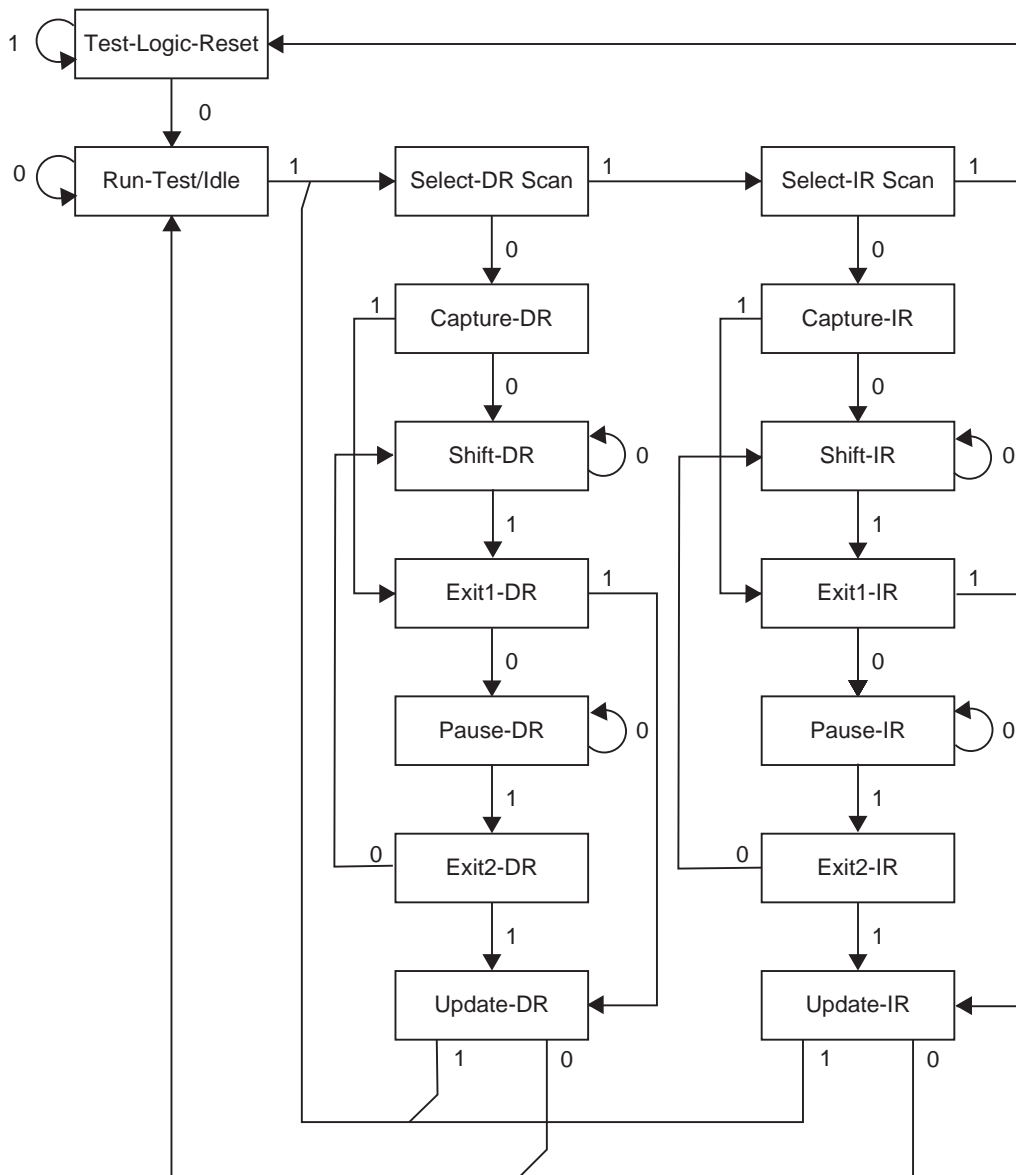 1 Test-Logic-Reset
0
0 Run-Test/Idle 1 Select-DR Scan 1 Select-IR Scan 1
0 0
1 Capture-DR 1 Capture-IR
0 0
Shift-DR 0 Shift-IR 0
1 1
Exit1-DR 1 Exit1-IR 1
0 0
Pause-DR 0 Pause-IR 0
1 1
0 Exit2-DR 0 Exit2-IR
1 1
Update-DR Update-IR
1 0 1 0